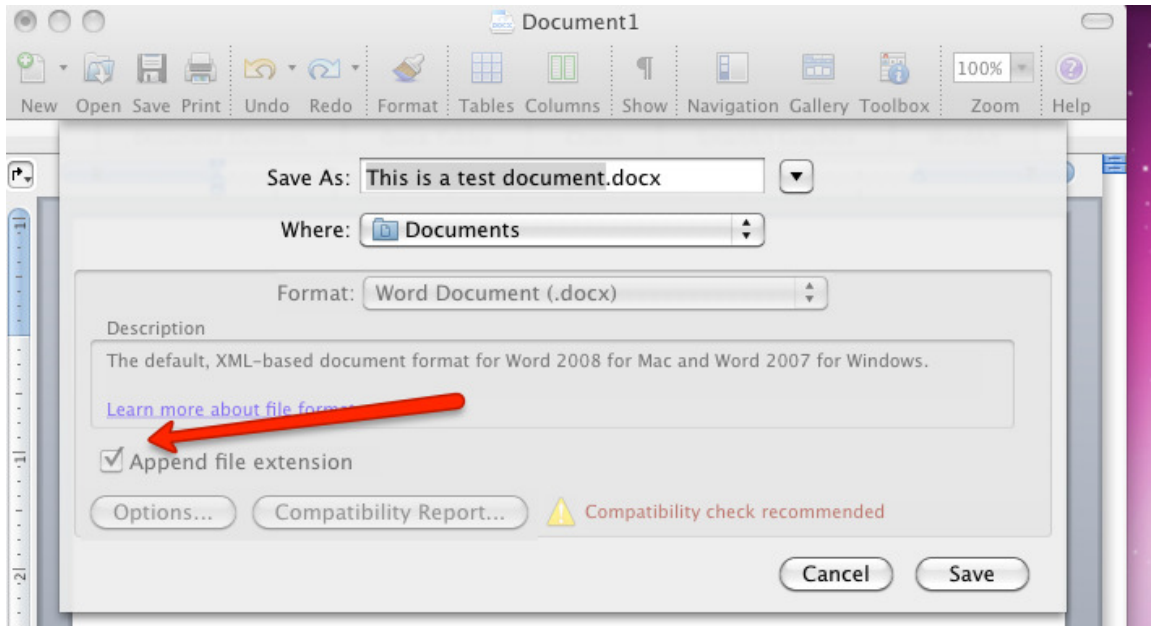 Document1
New Open Save Print Undo Redo Format Tables Columns Show Navigation Gallery Toolbox Zoom Help
100%
Save As: This is a test document.docx
Where: Documents
Format: Word Document (.docx)
Description
The default, XML-based document format for Word 2008 for Mac and Word 2007 for Windows.
Learn more about file
Append file extension
Options... Compatibility Report... Compatibility check recommended
Cancel Save